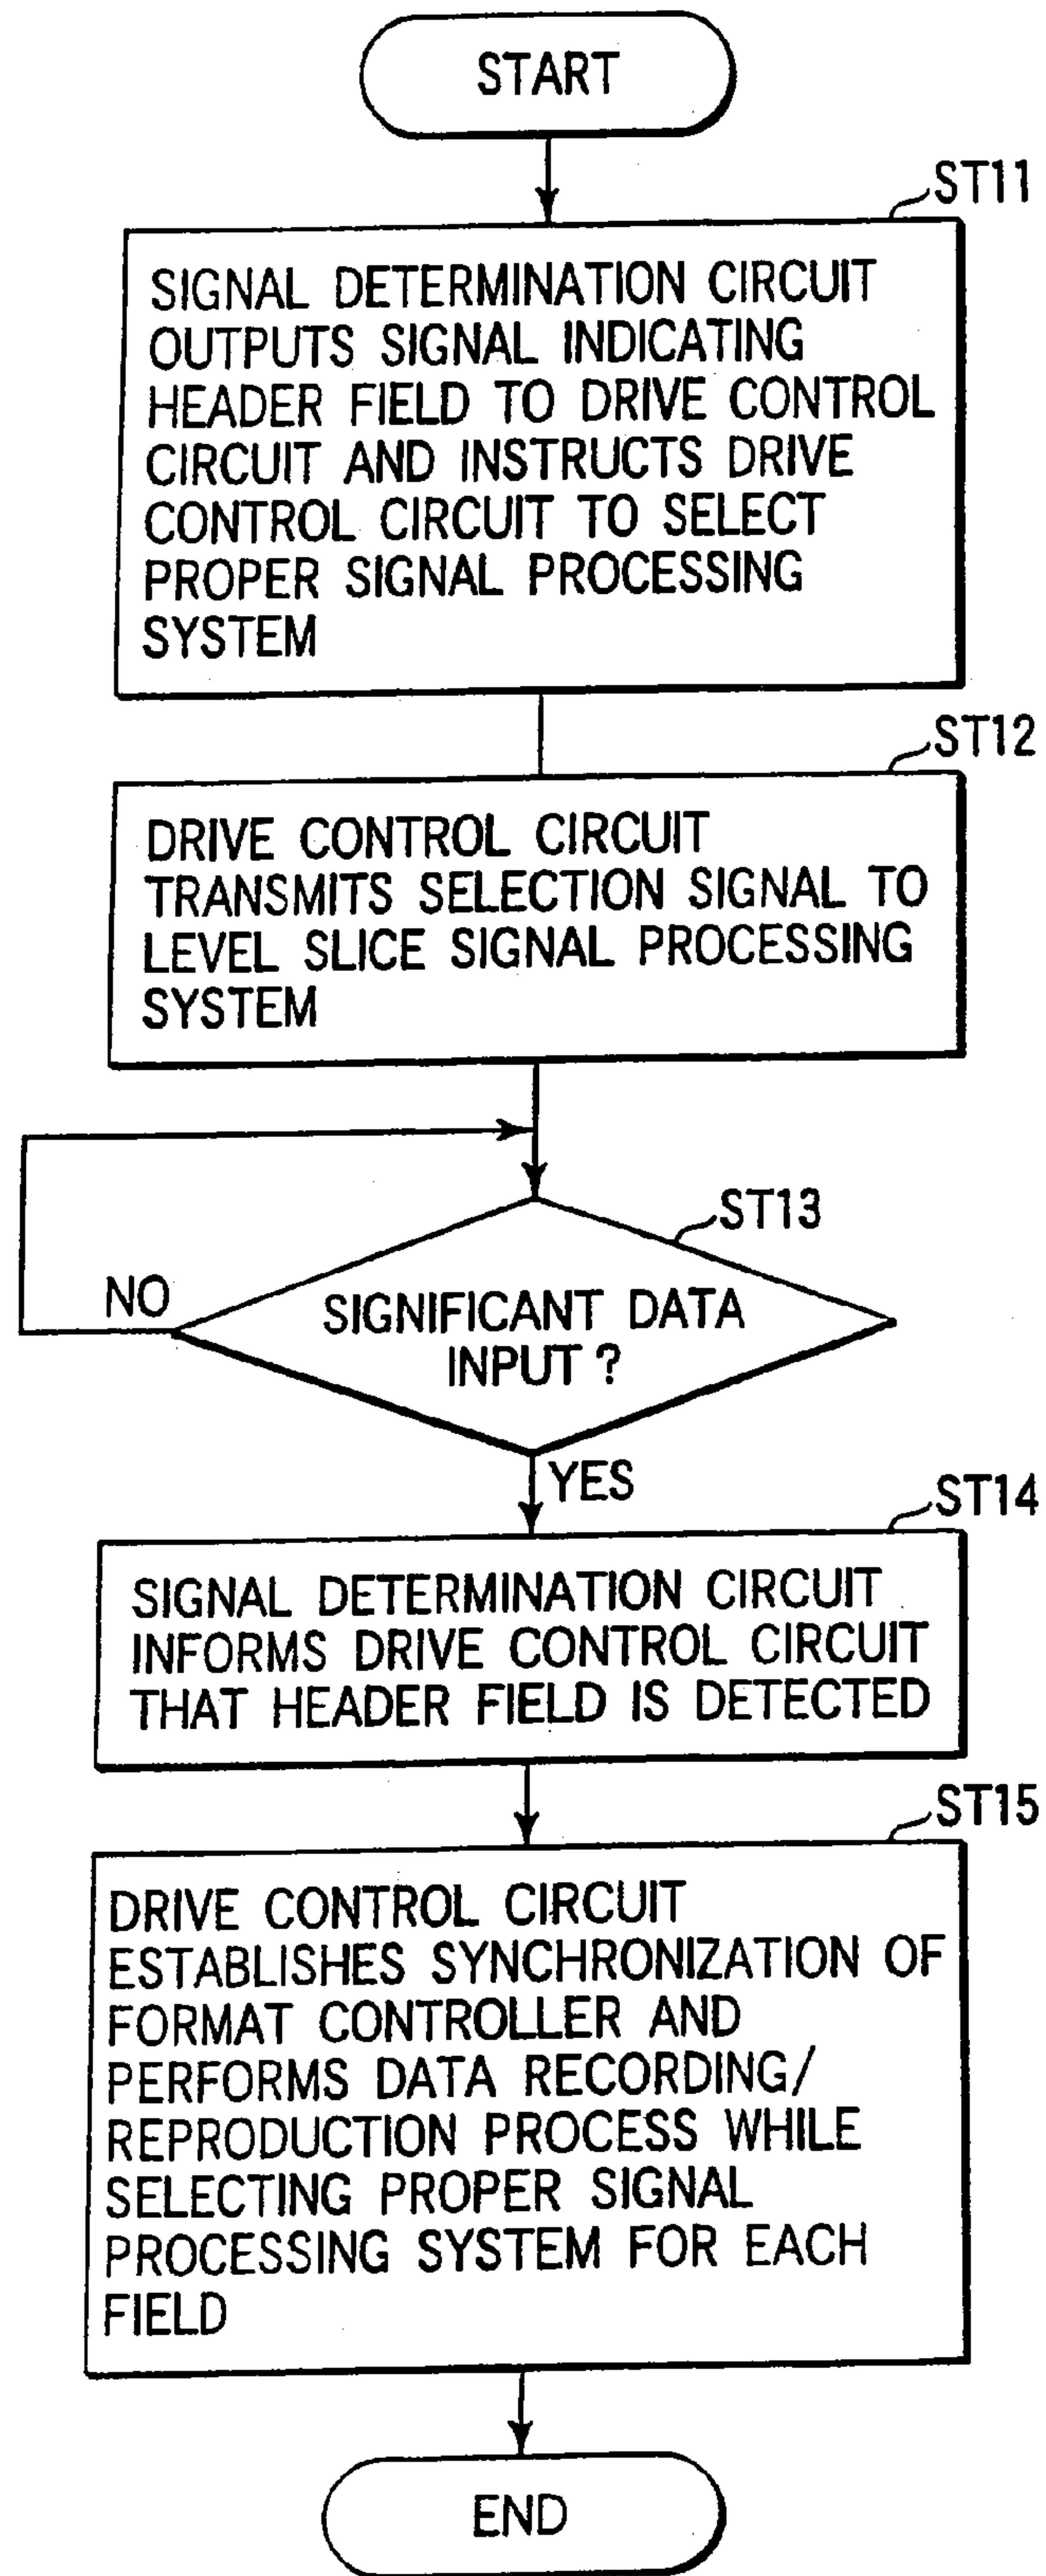 START
ST11
SIGNAL DETERMINATION CIRCUIT
OUTPUTS SIGNAL INDICATING
HEADER FIELD TO DRIVE CONTROL
CIRCUIT AND INSTRUCTS DRIVE
CONTROL CIRCUIT TO SELECT
PROPER SIGNAL PROCESSING
SYSTEM
ST12
DRIVE CONTROL CIRCUIT
TRANSMITS SELECTION SIGNAL TO
LEVEL SLICE SIGNAL PROCESSING
SYSTEM
ST13
NO
SIGNIFICANT DATA
INPUT ?
YES
ST14
SIGNAL DETERMINATION CIRCUIT
INFORMS DRIVE CONTROL CIRCUIT
THAT HEADER FIELD IS DETECTED
ST15
DRIVE CONTROL CIRCUIT
ESTABLISHES SYNCHRONIZATION OF
FORMAT CONTROLLER AND
PERFORMS DATA RECORDING/
REPRODUCTION PROCESS WHILE
SELECTING PROPER SIGNAL
PROCESSING SYSTEM FOR EACH
FIELD
END